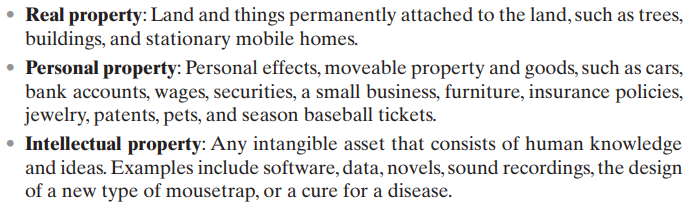 • Real property: Land and things permanently attached to the land, such as trees,
buildings, and stationary mobile homes.
• Personal property: Personal effects, moveable property and goods, such as cars,
bank accounts, wages, securities, a small business, furniture, insurance policies,
jewelry, patents, pets, and season baseball tickets.
• Intellectual property: Any intangible asset that consists of human knowledge
and ideas. Examples include software, data, novels, sound recordings, the design
of a new type of mousetrap, or a cure for a disease.